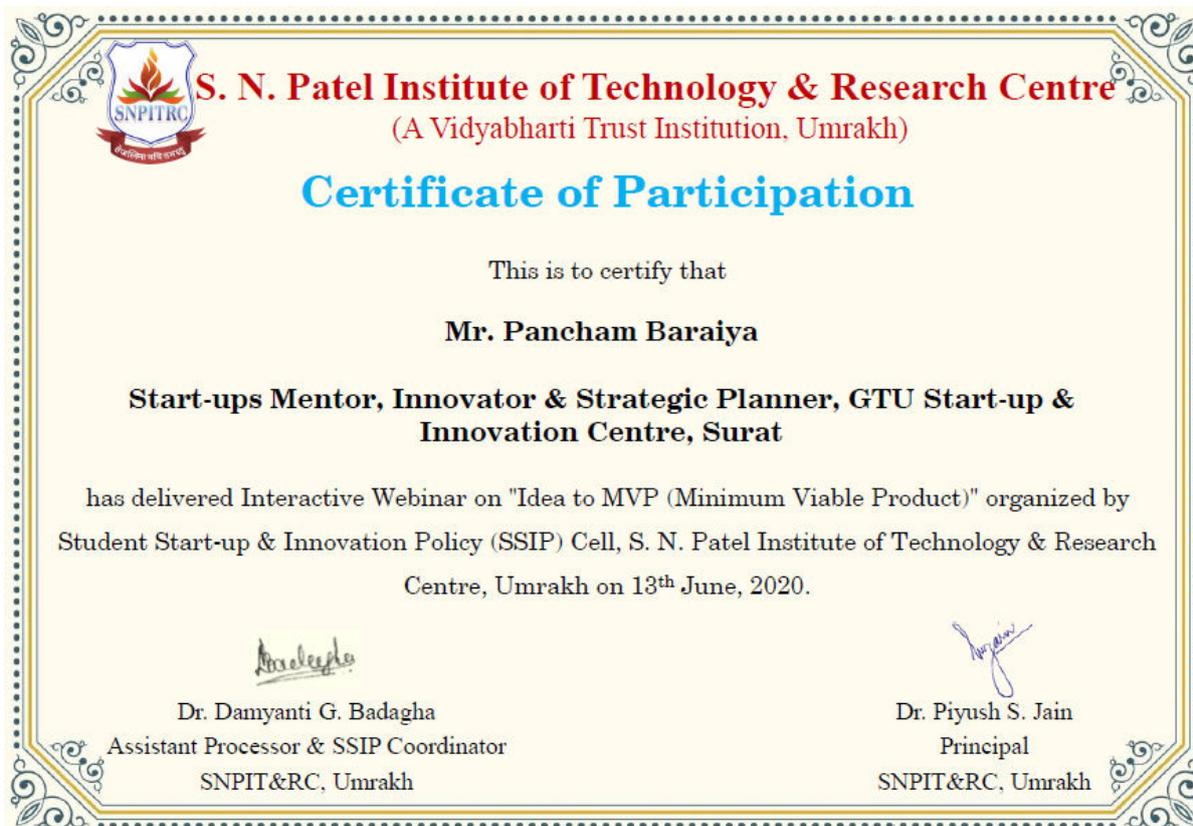 SNPITRC
S. N. Patel Institute of Technology & Research Centre
(A Vidyabharti Trust Institution, Umrakh)
Certificate of Participation
This is to certify that
Mr. Pancham Baraiya
Start-ups Mentor, Innovator & Strategic Planner, GTU Start-up &
Innovation Centre, Surat
has delivered Interactive Webinar on "Idea to MVP (Minimum Viable Product)" organized by
Student Start-up & Innovation Policy (SSIP) Cell, S. N. Patel Institute of Technology & Research
Centre, Umrakh on 13th June, 2020.
Dr. Damyanti G. Badagha
Assistant Processor & SSIP Coordinator
SNPIT&RC, Umrakh
Dr. Piyush S. Jain
Principal
SNPIT&RC, Umrakh